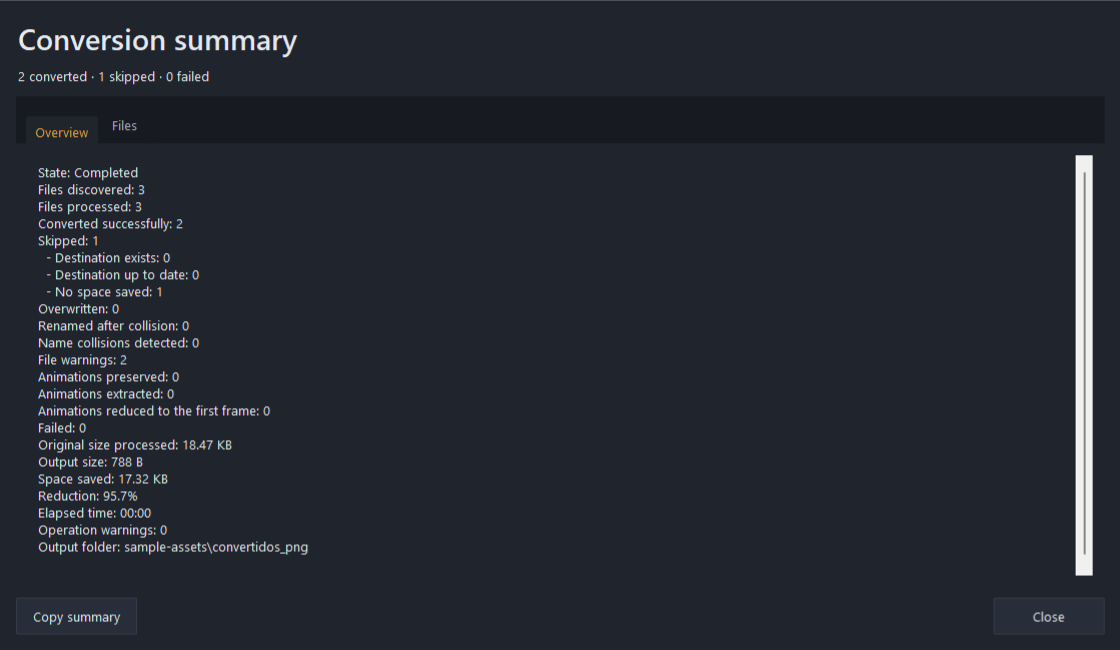 Conversion summary
2 converted · 1 skipped · 0 failed
Overview
Files
State: Completed
Files discovered: 3
Files processed: 3
Converted successfully: 2
Skipped: 1
- Destination exists: 0
- Destination up to date: 0
- No space saved: 1
Overwritten: 0
Renamed after collision: 0
Name collisions detected: 0
File warnings: 2
Animations preserved: 0
Animations extracted: 0
Animations reduced to the first frame: 0
Failed: 0
Original size processed: 18.47 KB
Output size: 788 B
Space saved: 17.32 KB
Reduction: 95.7%
Elapsed time: 00:00
Operation warnings: 0
Output folder: sample-assets\convertidos_png
Copy summary
Close